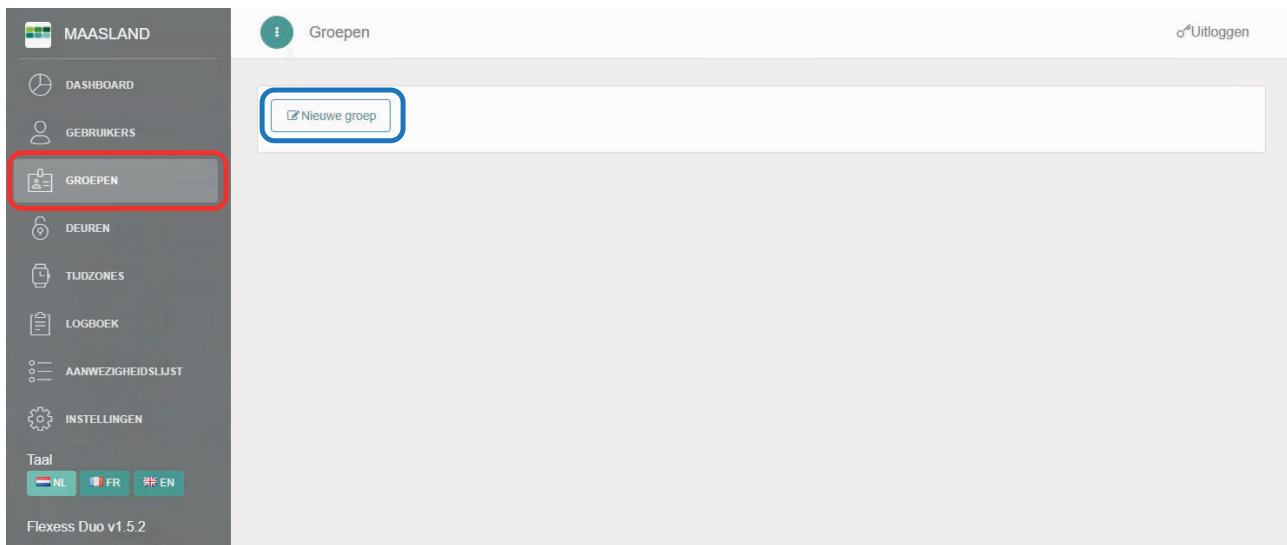 MAASLAND
Groepen
Uitloggen
DASHBOARD
Nieuwe groep
GEBRUIKERS
GROEPEN
DEUREN
TIJDZONES
LOGBOEK
AANWEZIGHEIDSLIJST
INSTELLINGEN
Taal
NL FR EN
Flexess Duo v1.5.2